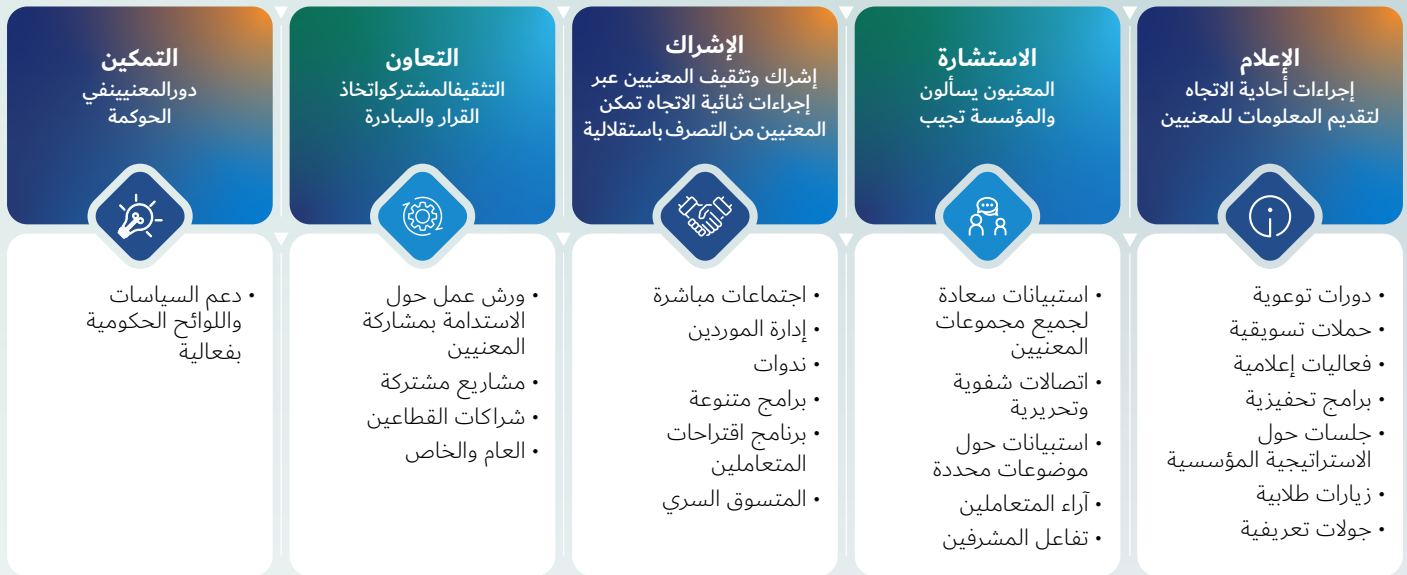 الإعلام
إجراءات أحادية الاتجاه
لتقديم المعلومات للمعنيين
• دورات توعوية
• حملات تسويقية
• فعاليات إعلامية
• برامج تحفيزية
• جلسات حول
الاستراتيجية المؤسسية
• زيارات طلابية
• جولات تعريفية
الاستشارة
المعنيون يسألون
والمؤسسة تجيب
• استبيانات سعادة
لجميع مجموعات
المعنيين
• اتصالات شفوية
وتحريرية
• استبيانات حول
موضوعات محددة
• آراء المتعاملين
• تفاعل المشرفين
الإشراك
إشراك وتثقيف المعنيين عبر
إجراءات ثنائية الاتجاه تمكن
المعنيين من التصرف باستقلالية
• اجتماعات مباشرة
• إدارة الموردين
• ندوات
• برامج متنوعة
• برنامج اقتراحات
المتعاملين
• المتسوق السري
التعاون
التثقيفالمشتركواتخاذ
القرار والمبادرة
• ورش عمل حول
الاستدامة بمشاركة
المعنيين
• مشاريع مشتركة
• شراكات القطاعين
• العام والخاص
التمكين
دورالمعنيينفي
الحوكمة
• دعم السياسات
واللوائح الحكومية
بفعالية